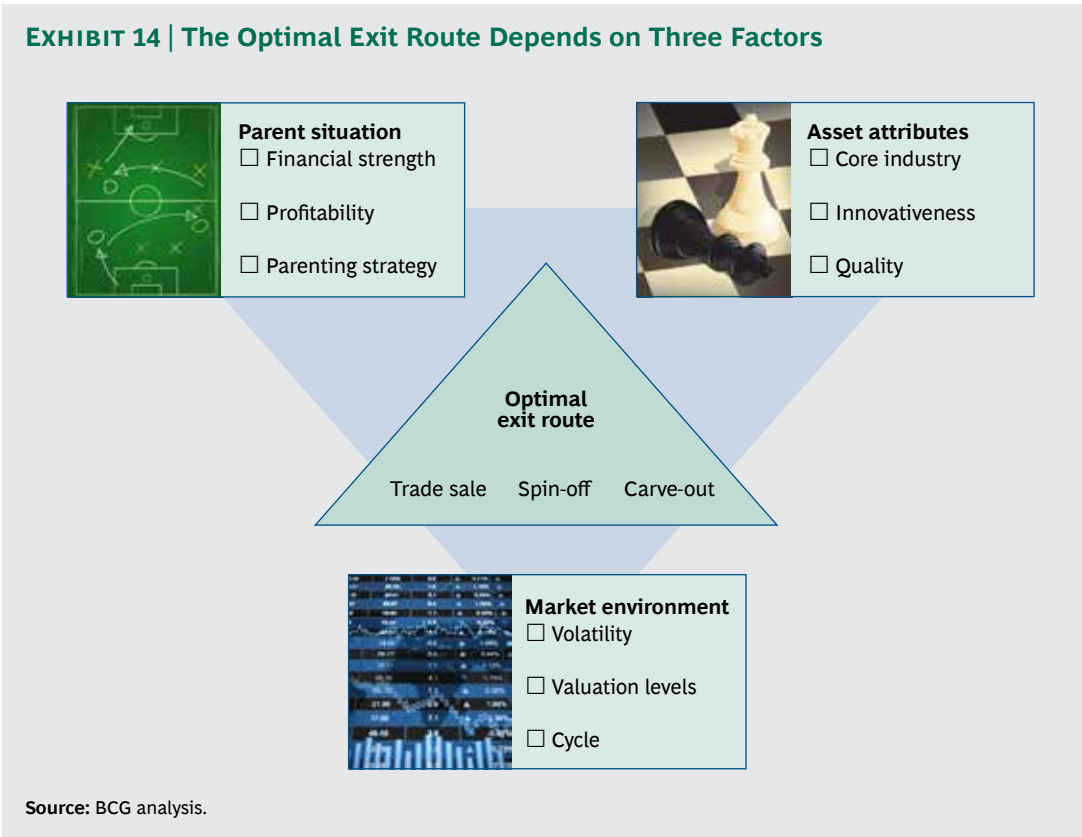 EXHIBIT 14 | The Optimal Exit Route Depends on Three Factors
Parent situation
☐ Financial strength
☐ Profitability
☐ Parenting strategy
Asset attributes
☐ Core industry
☐ Innovativeness
☐ Quality
Optimal
exit route
Trade sale Spin-off Carve-out
Market environment
☐ Volatility
☐ Valuation levels
☐ Cycle
Source: BCG analysis.